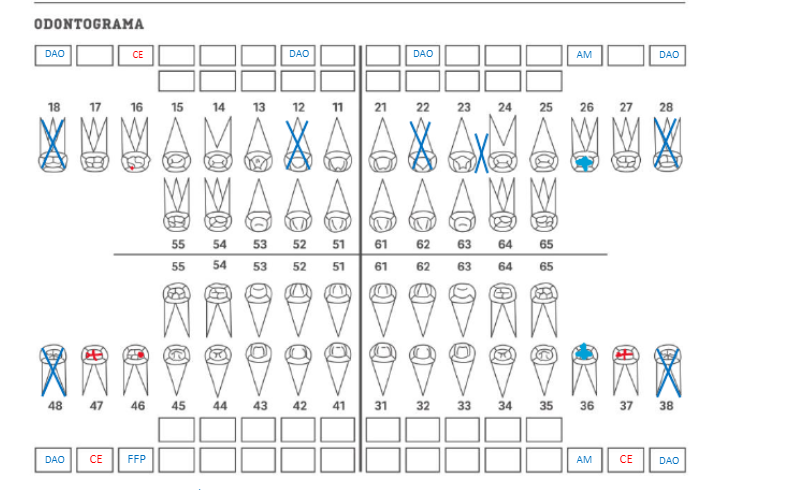 ODONTOGRAMA
DAO CE DAO DAO AM DAO
18 17 16 15 14 13 12 11 21 22 23 24 25 26 27 28
55 54 53 52 51 61 62 63 64 65
55 54 53 52 51 61 62 63 64 65
48 47 46 45 44 43 42 41 31 32 33 34 35 36 37 38
DAO CE FFP AM CE DAO